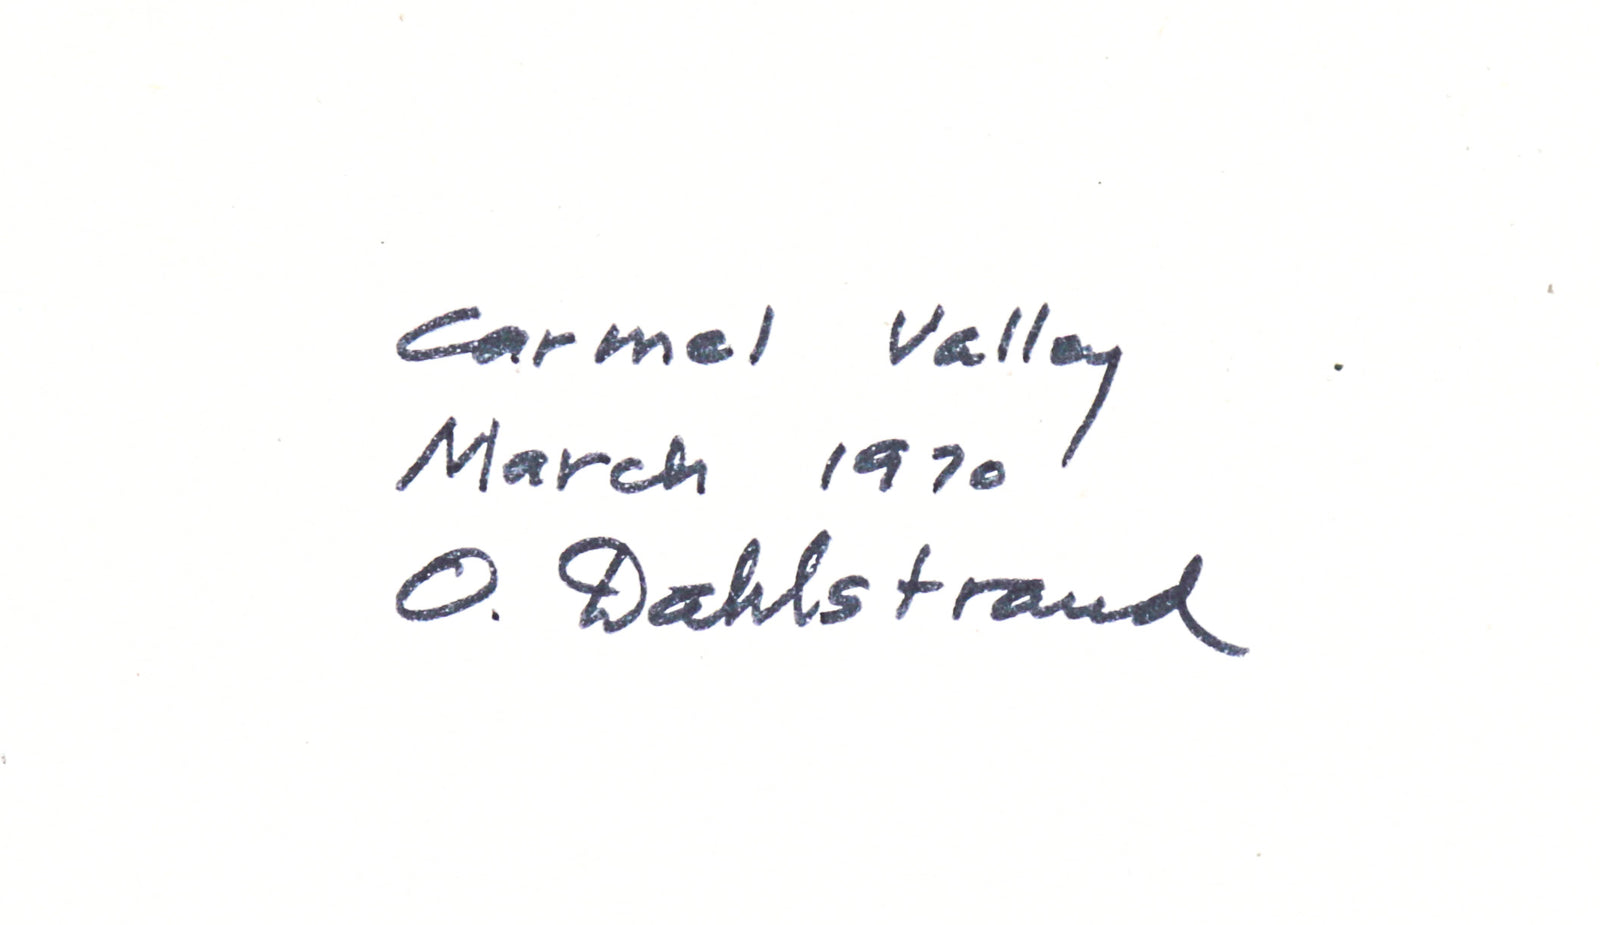 Carmel Valley
March 1970
O. Dahlstrand